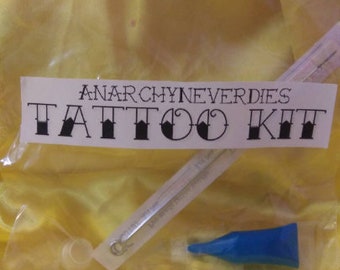 ANARCHYNEVERDIES
TATTOO KIT